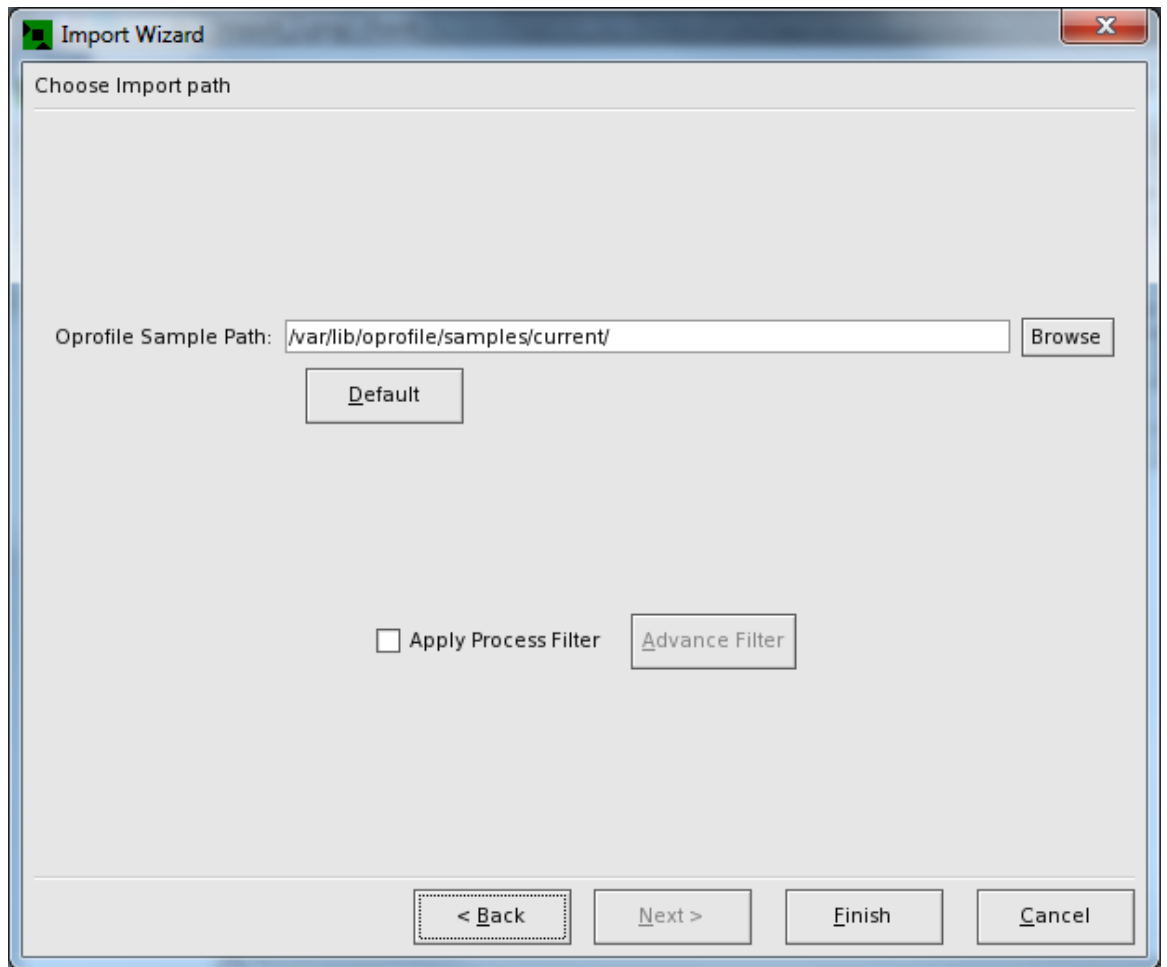 Import Wizard
Choose Import path
Oprofile Sample Path: /var/lib/oprofile/samples/current/ Browse
Default
Apply Process Filter Advance Filter
< Back Next > Finish Cancel